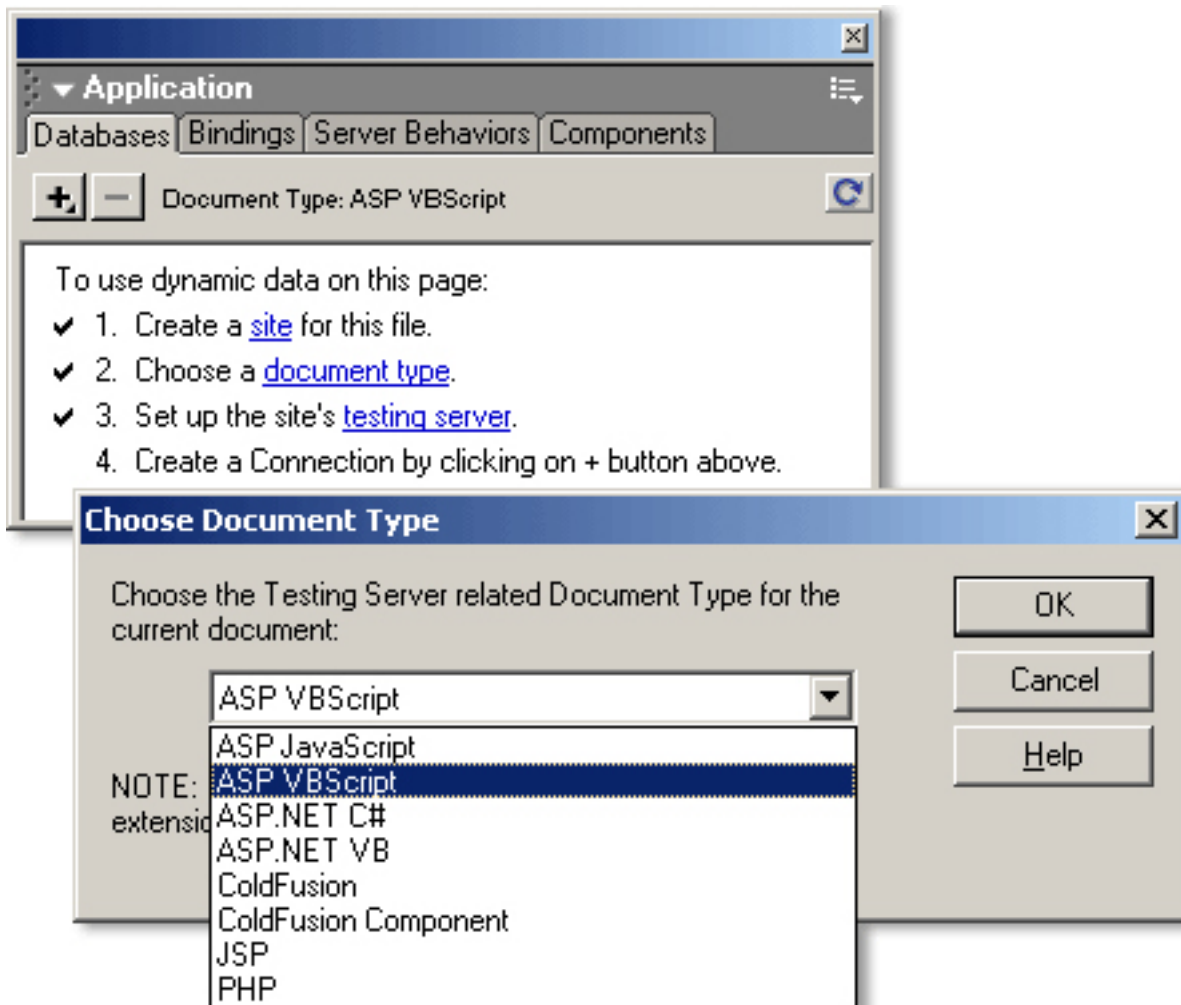 Application
Databases Bindings Server Behaviors Components
Document Type: ASP VBScript
To use dynamic data on this page:
1. Create a site for this file.
2. Choose a document type.
3. Set up the site's testing server.
4. Create a Connection by clicking on + button above.
Choose Document Type
Choose the Testing Server related Document Type for the
current document:
OK
Cancel
Help
ASP VBScript
ASP JavaScript
ASP VBScript
ASP.NET C#
ASP.NET VB
ColdFusion
ColdFusion Component
JSP
PHP
NOTE: